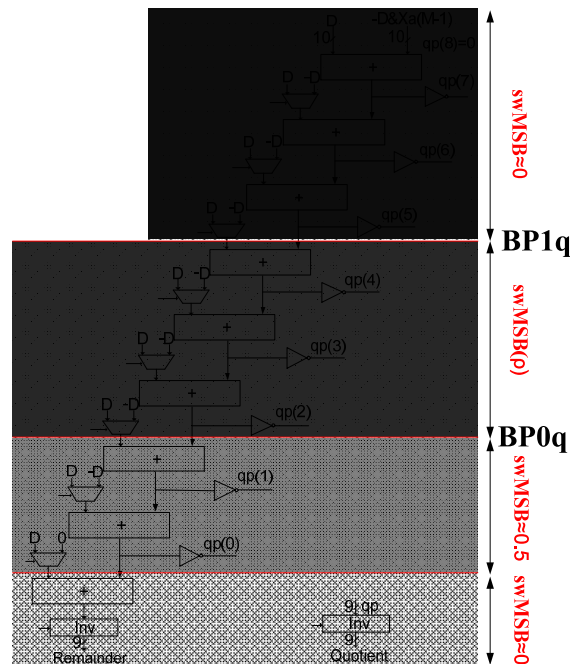 D -D&Xa(M-1)
10 10
qp(8)=0
+
qp(7)
D -D
+
qp(6)
D -D
+
qp(5)
D -D
swMSB≈0
BP1q
+
qp(4)
D -D
+
qp(3)
D -D
+
qp(2)
D -D
swMSB(ρ)
BP0q
+
qp(1)
D -D
+
qp(0)
D 0
swMSB≈0.5
+
Inv
9
Remainder
9 qp
Inv
9
Quotient
swMSB≈0